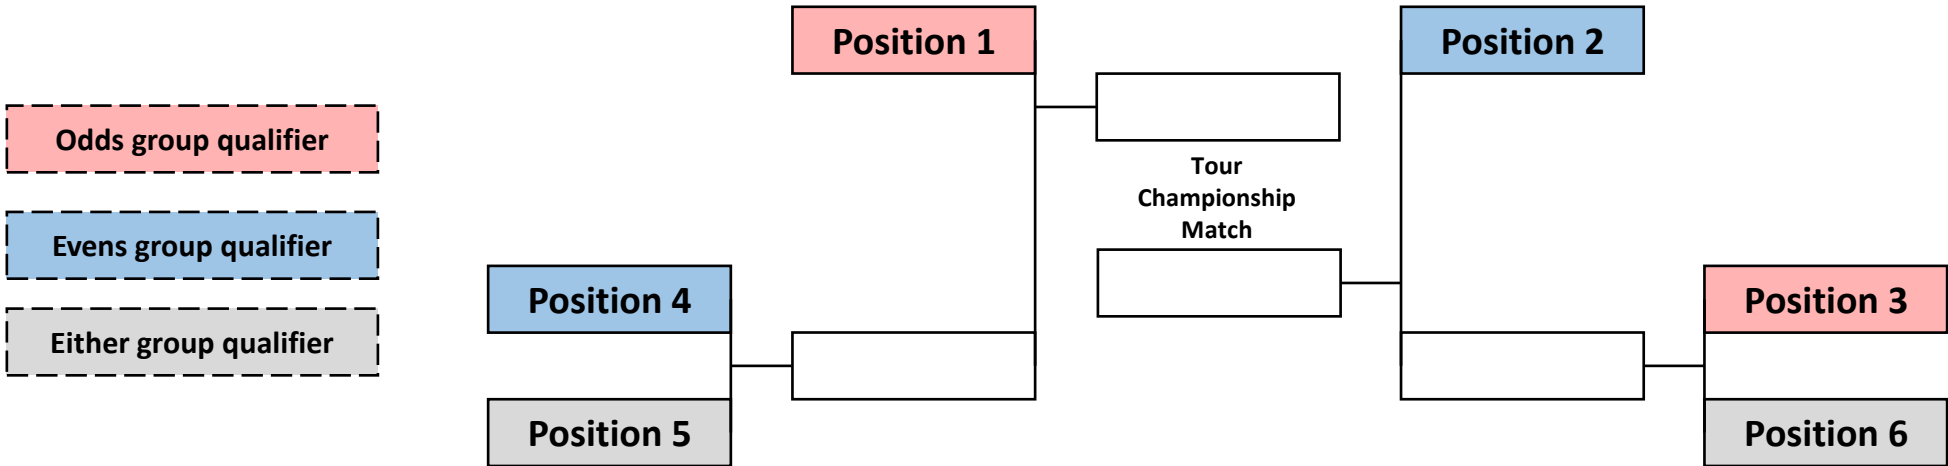 Position 1
Position 2
Odds group qualifier
Tour
Championship
Match
Evens group qualifier
Position 4
Position 3
Either group qualifier
Position 5
Position 6